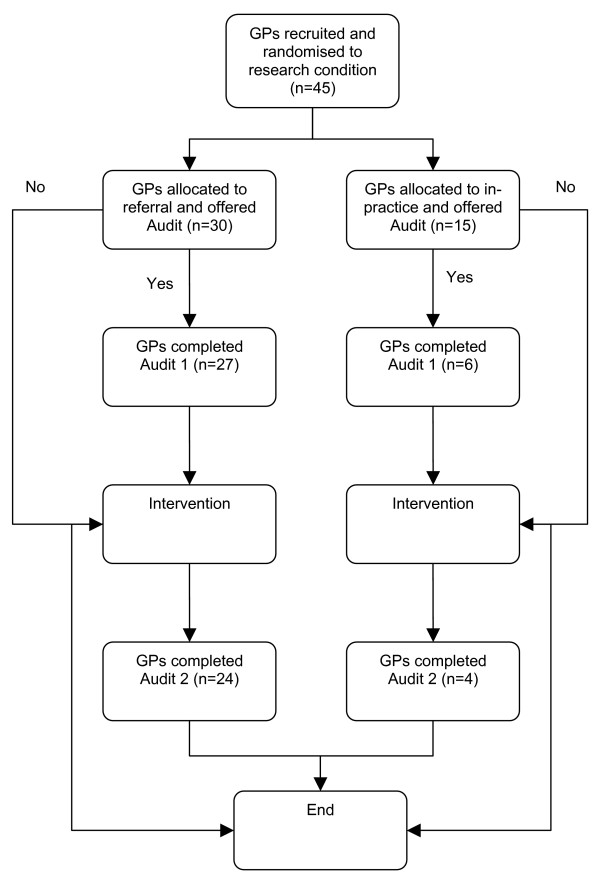 GPs recruited and
randomised to
research condition
(n=45)
No
GPs allocated to
referral and offered
Audit (n=30)
GPs allocated to in-
practice and offered
Audit (n=15)
No
Yes
Yes
GPs completed
Audit 1 (n=27)
GPs completed
Audit 1 (n=6)
Intervention
Intervention
GPs completed
Audit 2 (n=24)
GPs completed
Audit 2 (n=4)
End